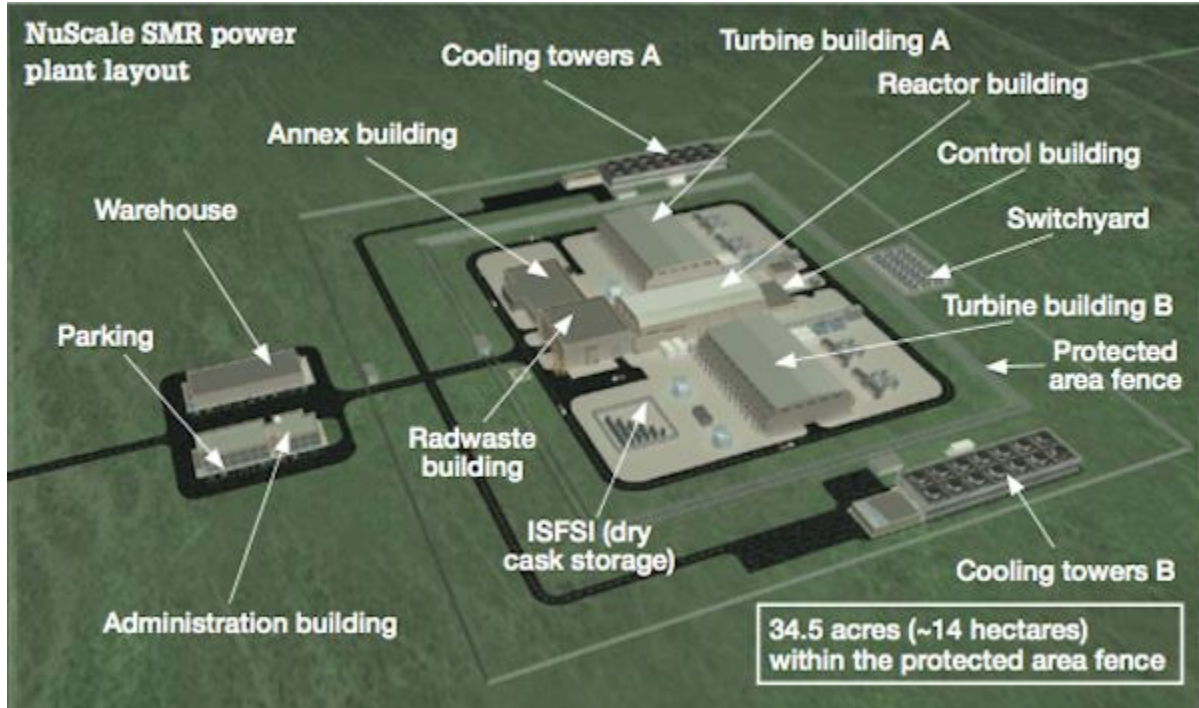 NuScale SMR power
plant layout
Cooling towers A
Turbine building A
Reactor building
Annex building
Control building
Warehouse
Switchyard
Turbine building B
Parking
Protected
area fence
Radwaste
building
ISFSI (dry
cask storage)
Cooling towers B
Administration building
34.5 acres (~14 hectares)
within the protected area fence